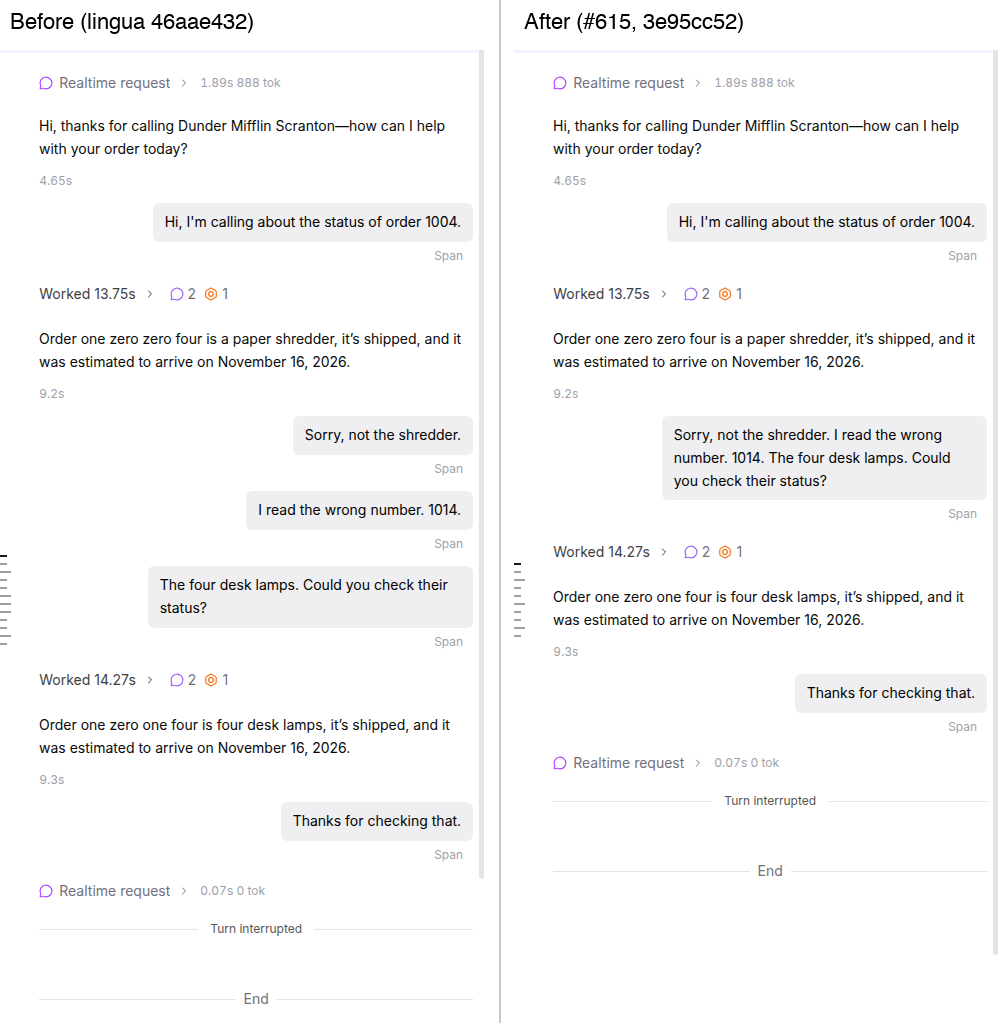 Before (lingua 46aae432)
Realtime request 1.89s 888 tok
Hi, thanks for calling Dunder Mifflin Scranton—how can I help
with your order today?
4.65s
Hi, I'm calling about the status of order 1004.
Span
Worked 13.75s 2 1
Order one zero zero four is a paper shredder, it’s shipped, and it
was estimated to arrive on November 16, 2026.
9.2s
Sorry, not the shredder.
Span
I read the wrong number. 1014.
Span
The four desk lamps. Could you check their
status?
Span
Worked 14.27s 2 1
Order one zero one four is four desk lamps, it’s shipped, and it
was estimated to arrive on November 16, 2026.
9.3s
Thanks for checking that.
Span
Realtime request 0.07s 0 tok
Turn interrupted
End
After (#615, 3e95cc52)
Realtime request 1.89s 888 tok
Hi, thanks for calling Dunder Mifflin Scranton—how can I help
with your order today?
4.65s
Hi, I'm calling about the status of order 1004.
Span
Worked 13.75s 2 1
Order one zero zero four is a paper shredder, it’s shipped, and it
was estimated to arrive on November 16, 2026.
9.2s
Sorry, not the shredder. I read the wrong
number. 1014. The four desk lamps. Could
you check their status?
Span
Worked 14.27s 2 1
Order one zero one four is four desk lamps, it’s shipped, and it
was estimated to arrive on November 16, 2026.
9.3s
Thanks for checking that.
Span
Realtime request 0.07s 0 tok
Turn interrupted
End